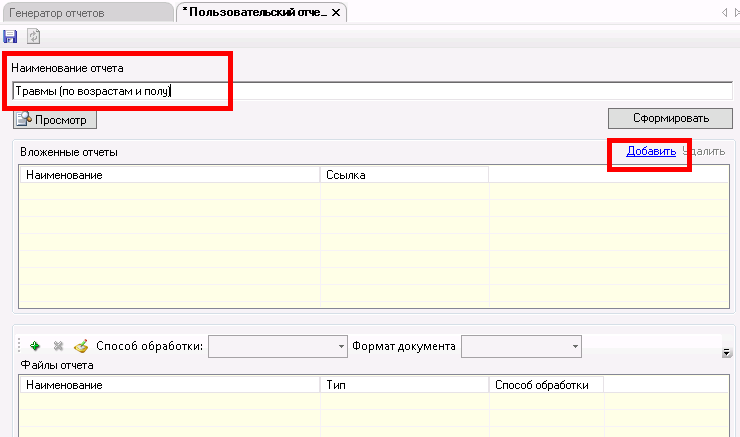 Генератор отчетов
* Пользовательский отче...
Наименование отчета
Травмы (по возрастам и полу)
Просмотр
Сформировать
Вложенные отчеты
Добавить
Удалить
Наименование
Ссылка
Способ обработки:
Формат документа
Файлы отчета
Наименование
Тип
Способ обработки